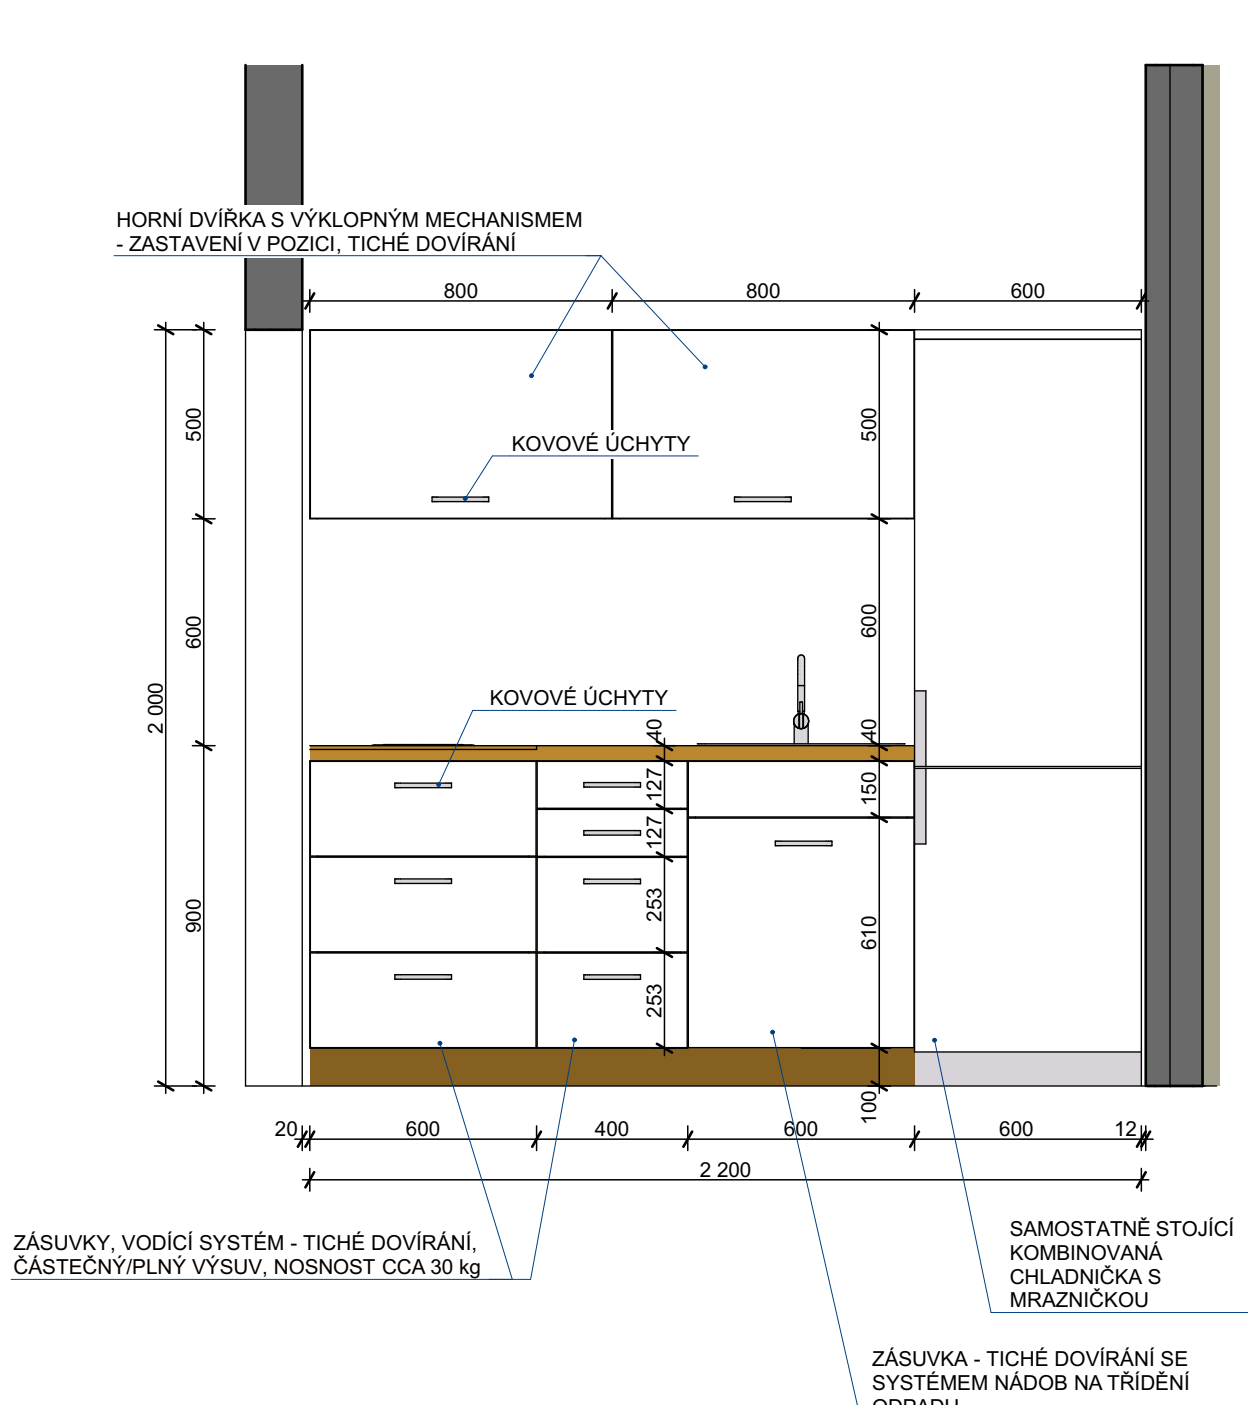 HORNÍ DVÍŘKA S VÝKLOPNÝM MECHANISMEM
- ZASTAVENÍ V POZICI, TICHÉ DOVÍRÁNÍ
800
800
600
500
500
KOVOVÉ ÚCHYTY
600
600
2 000
KOVOVÉ ÚCHYTY
40
40
127
150
127
900
253
610
253
100
20
600
400
600
600
12
2 200
ZÁSUVKY, VODÍCÍ SYSTÉM - TICHÉ DOVÍRÁNÍ,
ČÁSTEČNÝ/PLNÝ VÝSUV, NOSNOST CCA 30 kg
SAMOSTATNĚ STOJÍCÍ
KOMBINOVANÁ
CHLADNIČKA S
MRAZNIČKOU
ZÁSUVKA - TICHÉ DOVÍRÁNÍ SE
SYSTÉMEM NÁDOB NA TŘÍDĚNÍ
ODPADU